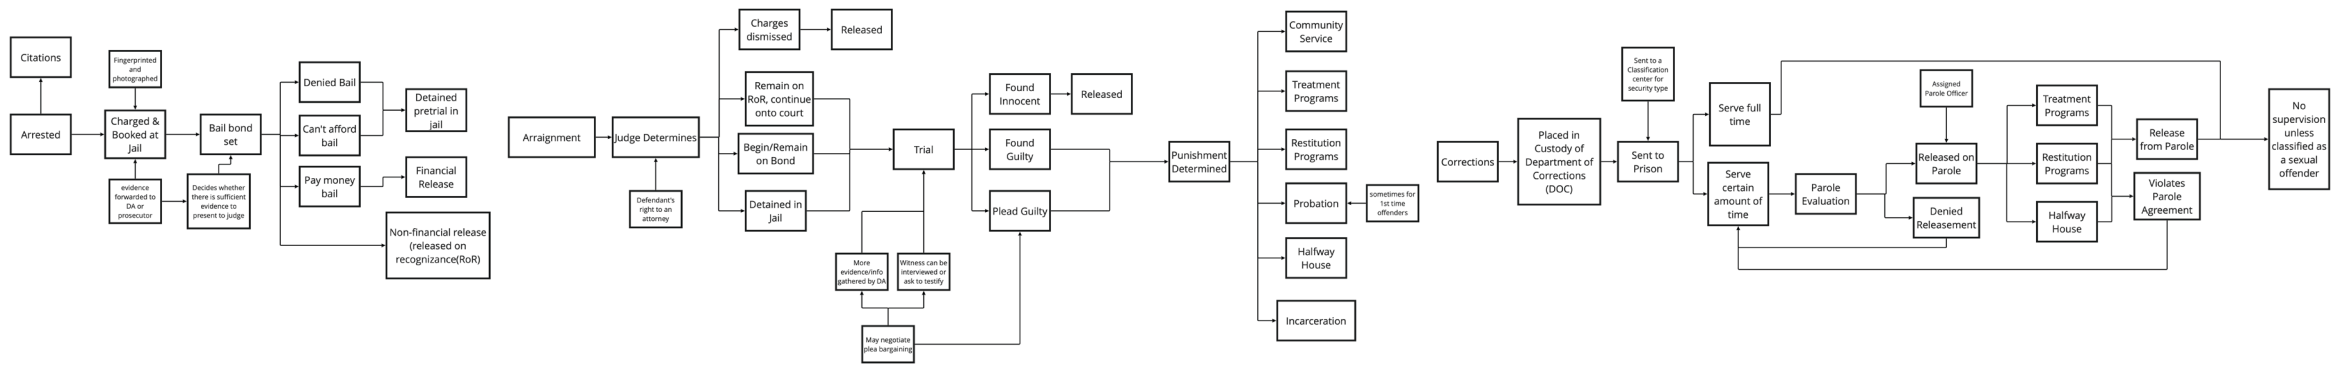 Citations
Arrested
Fingerprinted
and
photographed
Charged &
Booked at
Jail
evidence
forwarded to
DA or
prosecutor
Decides whether
there is sufficient
evidence to
present to judge
Bail bond
set
Denied Bail
Can't afford
bail
Pay money
bail
Detained
pretrial in
jail
Financial
Release
Non-financial release
(released on
recognizance(RoR)
Arraignment
Judge Determines
Defendant's
right to an
attorney
Charges
dismissed
Released
Remain on
RoR, continue
onto court
Begin/Remain
on Bond
Detained in
Jail
Trial
More
evidence/info
gathered by DA
Witness can be
interviewed or
ask to testify
May negotiate
plea bargaining
Found
Innocent
Released
Found
Guilty
Plead Guilty
Punishment
Determined
Community
Service
Treatment
Programs
Restitution
Programs
Probation
sometimes for
1st time
offenders
Halfway
House
Incarceration
Corrections
Placed in
Custody of
Department of
Corrections
(DOC)
Sent to a
Classification
center for
security type
Sent to
Prison
Serve full
time
Serve
certain
amount of
time
Parole
Evaluation
Assigned
Parole Officer
Released on
Parole
Denied
Releasement
Treatment
Programs
Restitution
Programs
Halfway
House
Release
from Parole
Violates
Parole
Agreement
No
supervision
unless
classified as
a sexual
offender